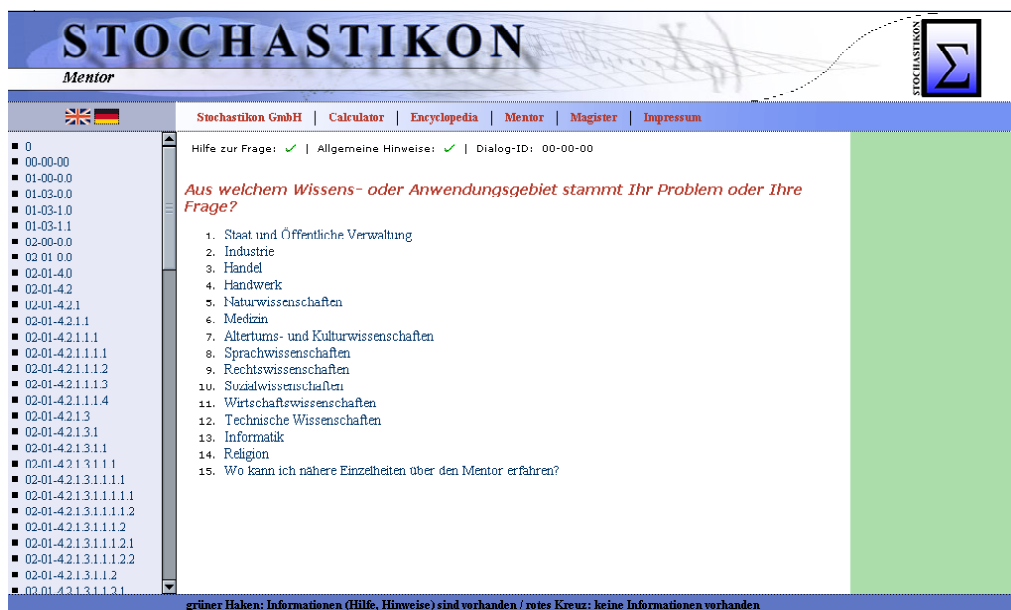 STOCHASTIKON
Mentor
STOCHASTIKON
Σ
Stochastikon GmbH | Calculator | Encyclopedia | Mentor | Magister | Impressum
0
00-00-00
01-00-0.0
01-03-0.0
01-03-1.0
01-03-1.1
02-00-0.0
02-01-0.0
02-01-4.0
02-01-4.2
02-01-4.2.1
02-01-4.2.1.1
02-01-4.2.1.1.1
02-01-4.2.1.1.1.1
02-01-4.2.1.1.1.2
02-01-4.2.1.1.1.3
02-01-4.2.1.1.1.4
02-01-4.2.1.3
02-01-4.2.1.3.1
02-01-4.2.1.3.1.1
02-01-4.2.1.3.1.1.1
02-01-4.2.1.3.1.1.1.1
02-01-4.2.1.3.1.1.1.1.1
02-01-4.2.1.3.1.1.1.1.2
02-01-4.2.1.3.1.1.1.2
02-01-4.2.1.3.1.1.1.2.1
02-01-4.2.1.3.1.1.1.2.2
02-01-4.2.1.3.1.1.2
02-01-4.2.1.3.1.1.2.1
Hilfe zur Frage: ✓ | Allgemeine Hinweise: ✓ | Dialog-ID: 00-00-00
Aus welchem Wissens- oder Anwendungsgebiet stammt Ihr Problem oder Ihre
Frage?
1. Staat und Öffentliche Verwaltung
2. Industrie
3. Handel
4. Handwerk
5. Naturwissenschaften
6. Medizin
7. Altertums- und Kulturwissenschaften
8. Sprachwissenschaften
9. Rechtswissenschaften
10. Sozialwissenschaften
11. Wirtschaftswissenschaften
12. Technische Wissenschaften
13. Informatik
14. Religion
15. Wo kann ich nähere Einzelheiten über den Mentor erfahren?
grüner Haken: Informationen (Hilfe, Hinweise) sind vorhanden / rotes Kreuz: keine Informationen vorhanden